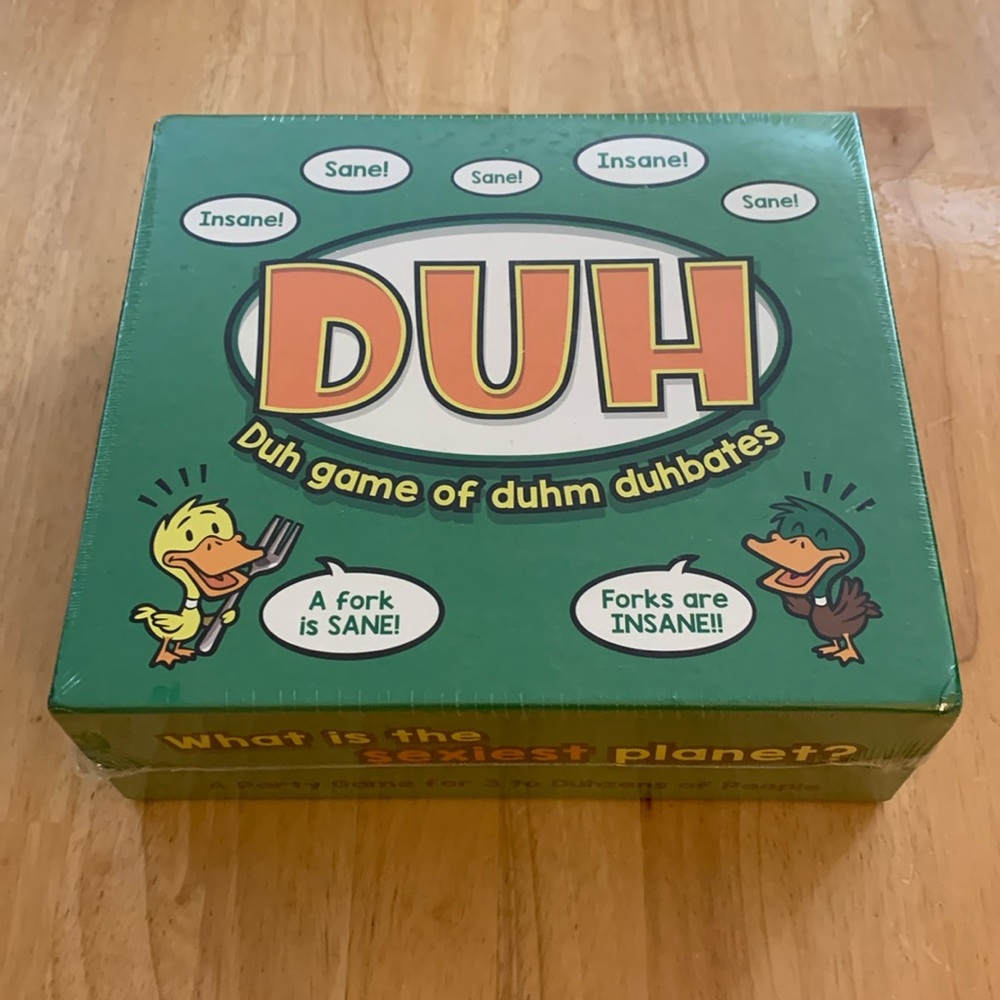 Sane!
Sane!
Insane!
Insane!
Sane!
DUH
Duh game of duhm duhbates
A fork
is SANE!
Forks are
INSANE!!
What is the
sexiest planet?
A Party Game for 3 to Duhzens of People